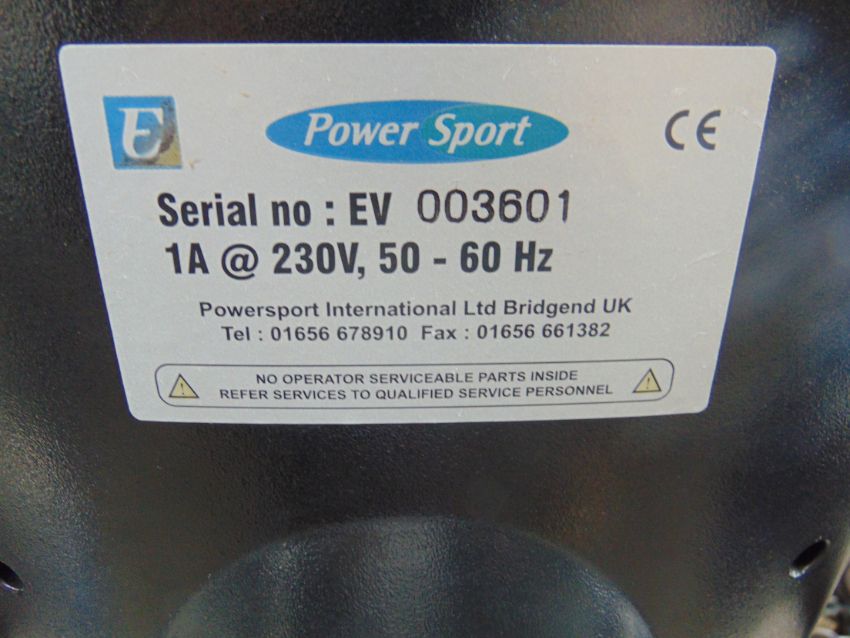 E Power Sport CE
Serial no : EV 003601
1A @ 230V, 50 - 60 Hz
Powersport International Ltd Bridgend UK
Tel : 01656 678910 Fax : 01656 661382
NO OPERATOR SERVICEABLE PARTS INSIDE
REFER SERVICES TO QUALIFIED SERVICE PERSONNEL